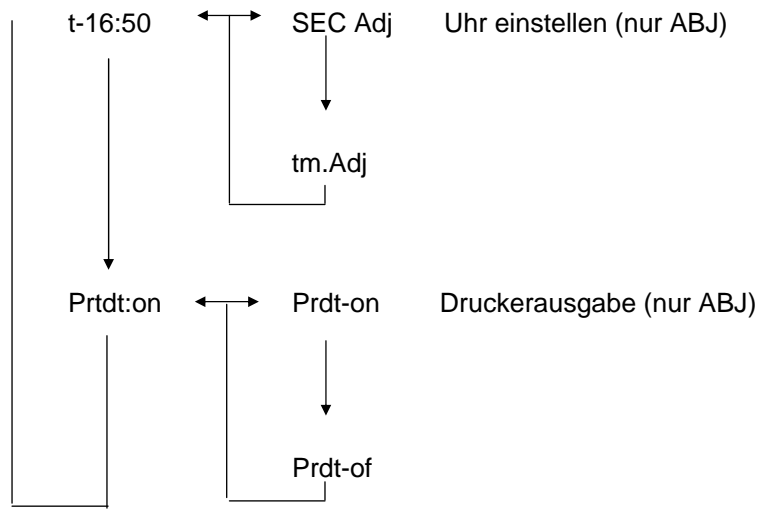 t-16:50 SEC Adj Uhr einstellen (nur ABJ)
tm.Adj
Prtdt:on Prdt-on Druckerausgabe (nur ABJ)
Prdt-of